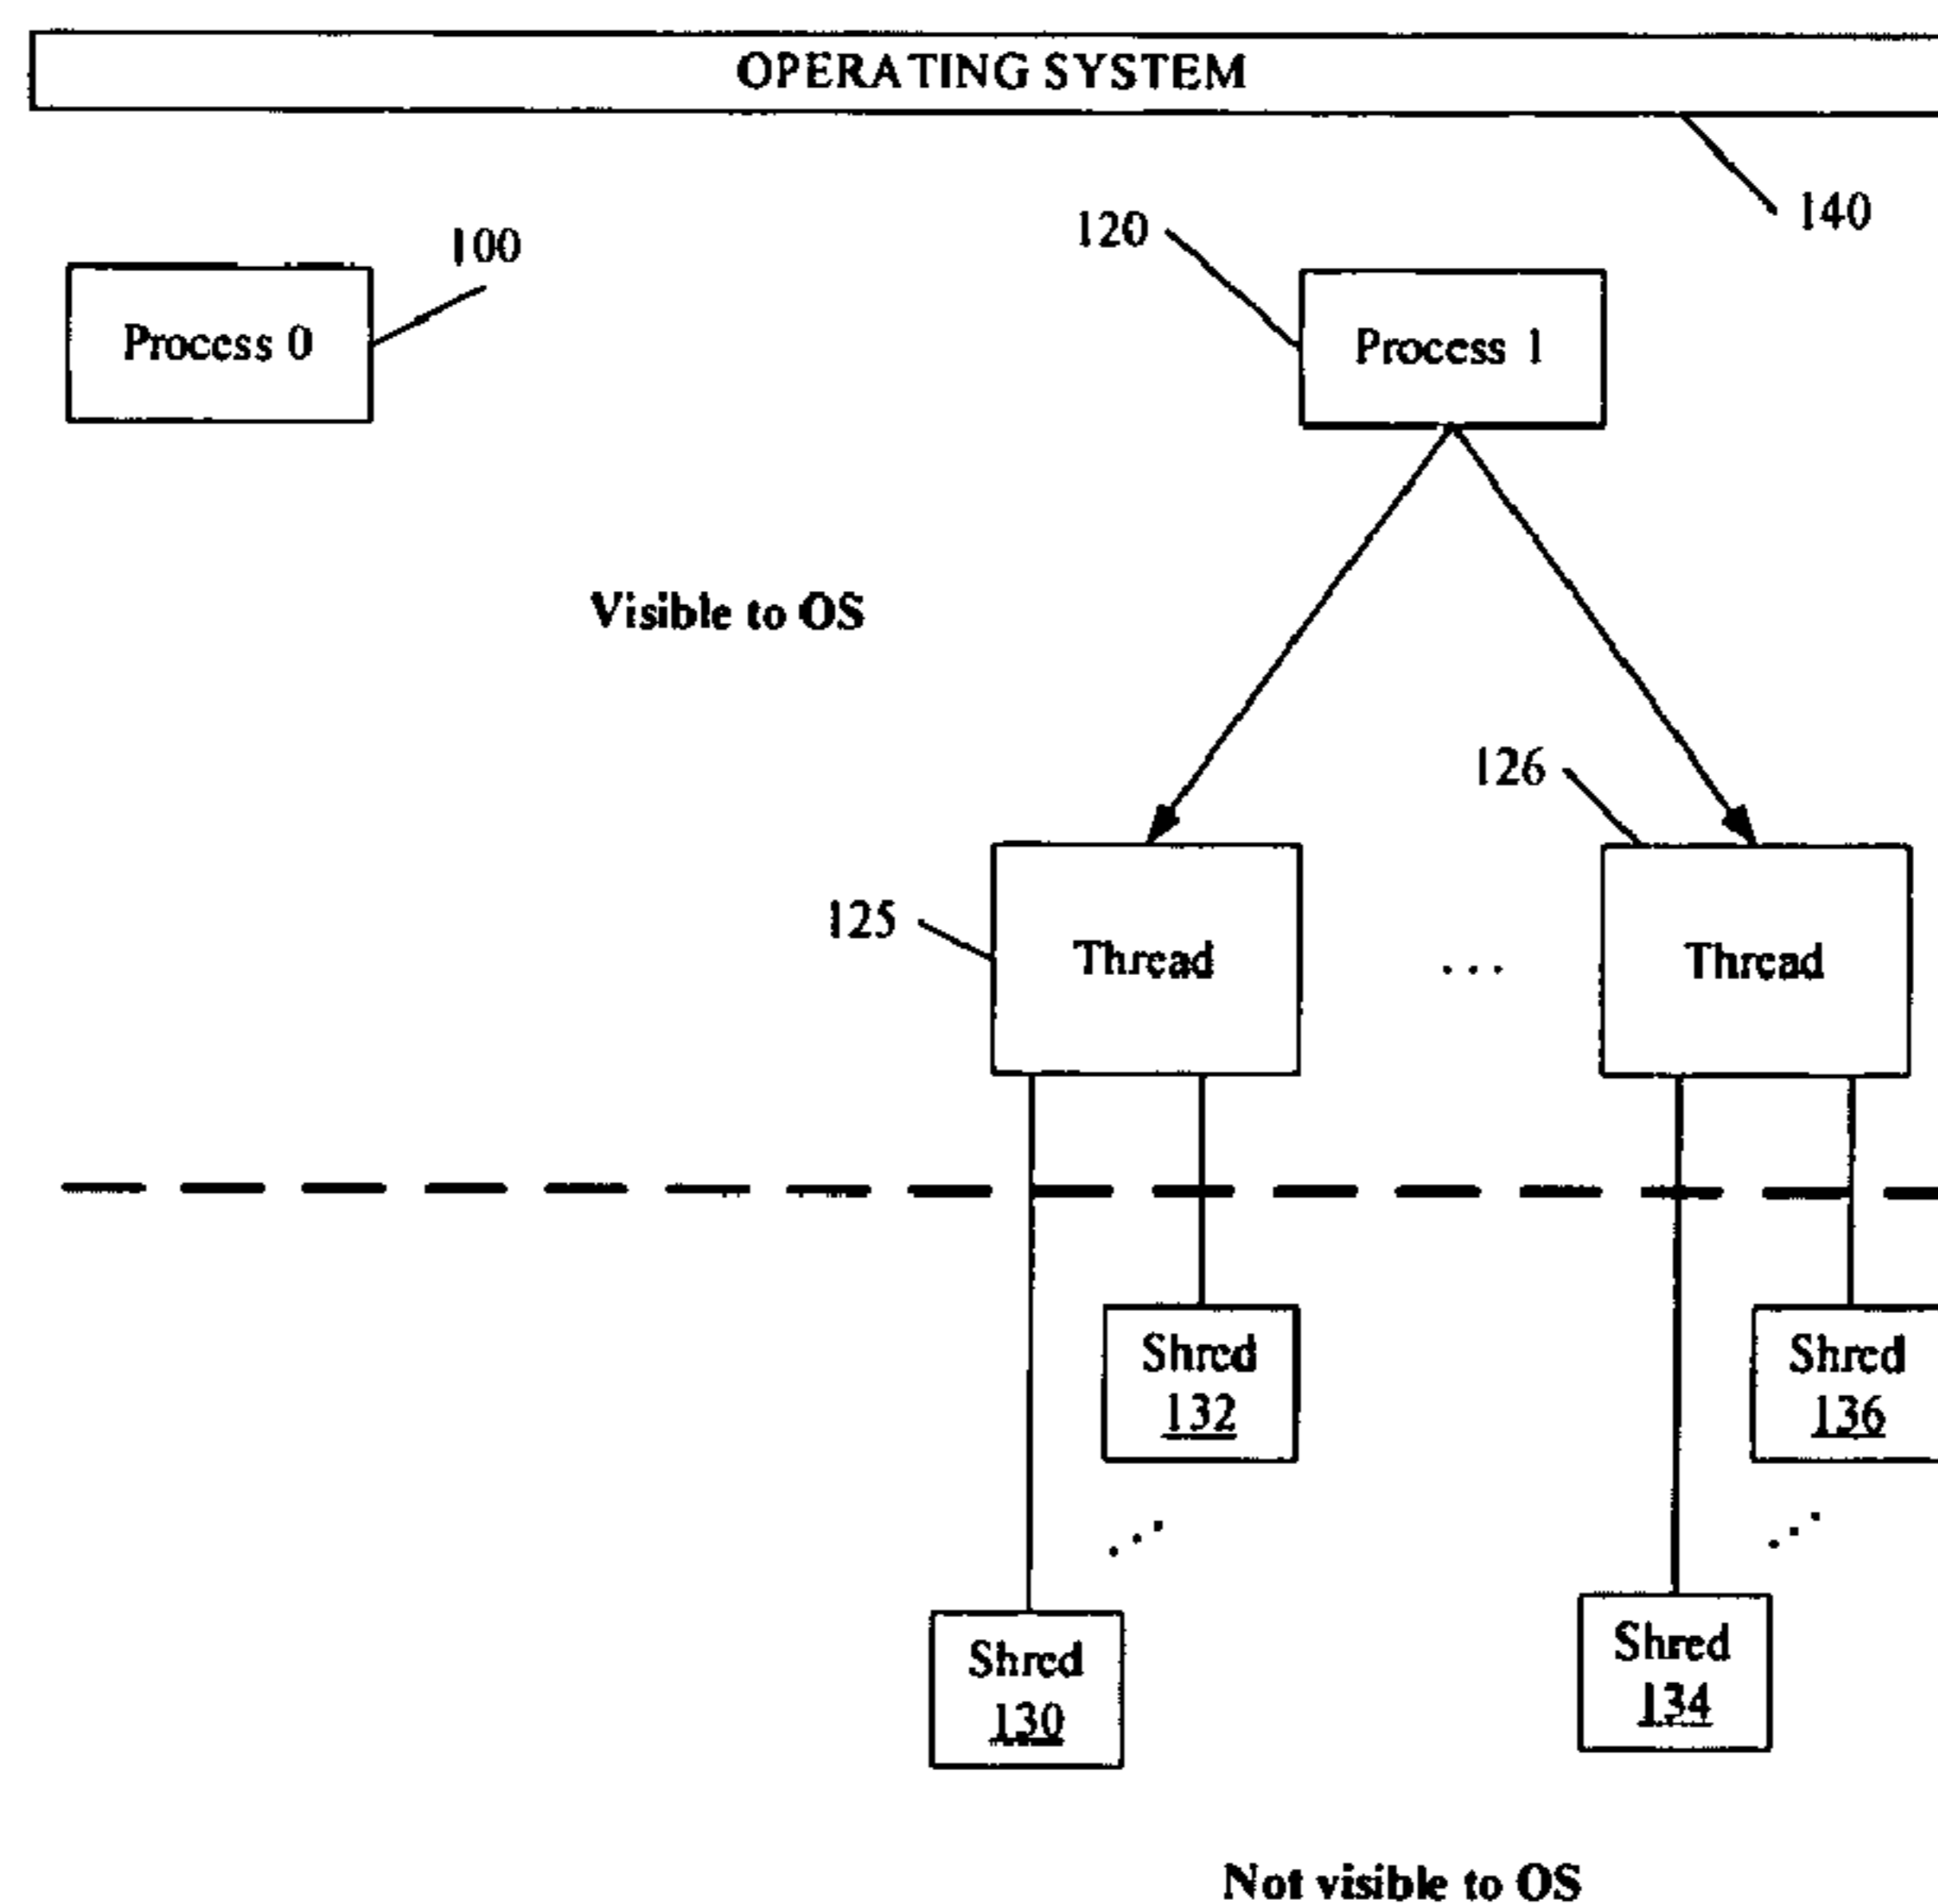 OPERATING SYSTEM
140
100
120
Process 0
Process 1
Visible to OS
126
125
Thread
...
Thread
Shred
132
Shred
136
...
...
Shred
130
Shred
134
Not visible to OS